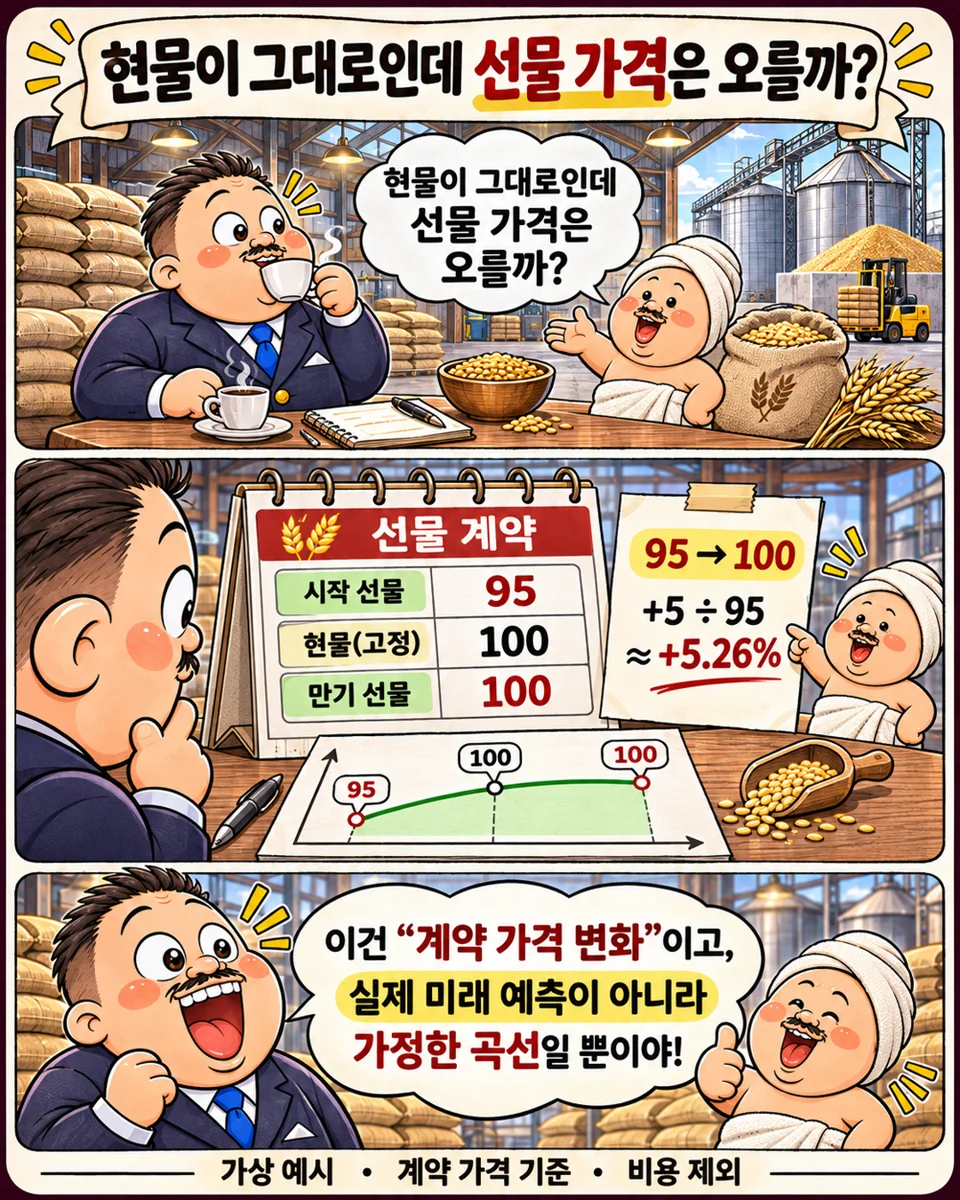 현물이 그대로인데 선물 가격은 오를까?
현물이 그대로인데
선물 가격은
오를까?
선물 계약
시작 선물 95
현물(고정) 100
만기 선물 100
95 → 100
+5 ÷ 95
≈ +5.26%
95
100
100
이건 “계약 가격 변화”이고,
실제 미래 예측이 아니라
가정한 곡선일 뿐이야!
가상 예시 • 계약 가격 기준 • 비용 제외